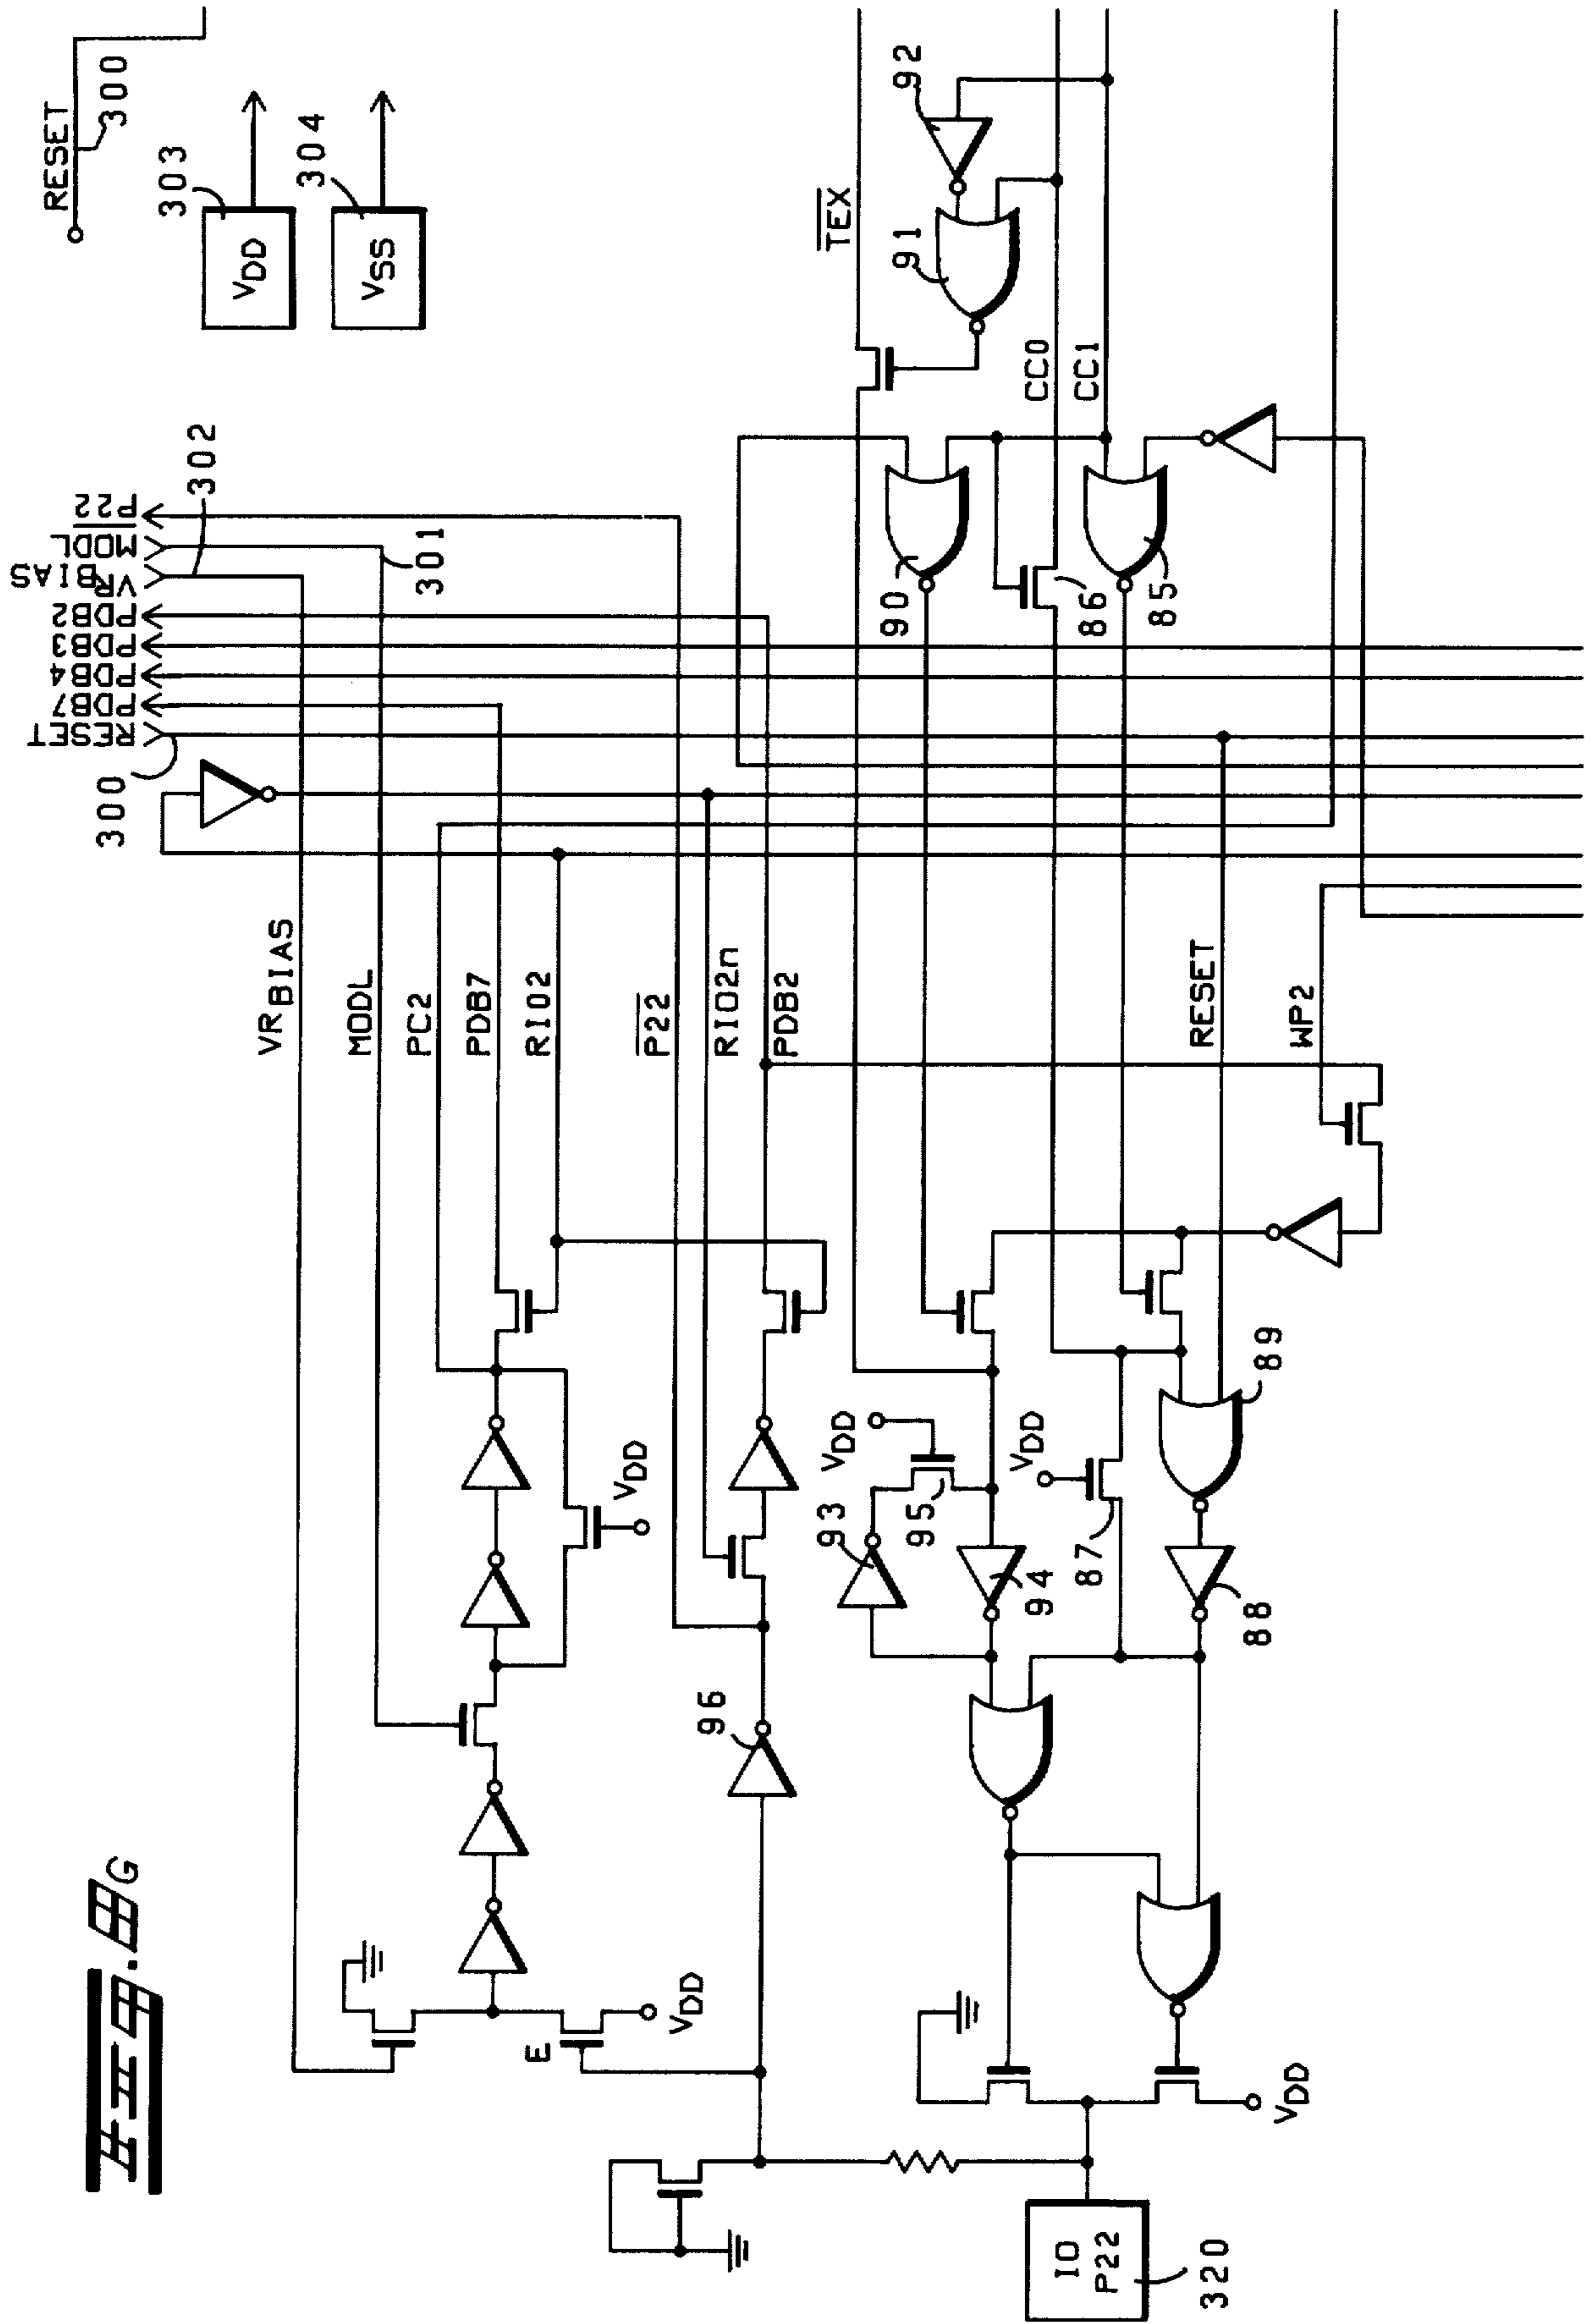 FIG. 8G
RESET
300
303
VDD
304
VSS
P22
MODL
VRBIAS
PDB2
PDB3
PDB4
PDB7
RESET
302
301
300
VRBIAS
MODL
PC2
PDB7
RIO2
P22
RIO2n
PDB2
TEX
92
91
CC0
CC1
90
86
85
RESET
WP2
VDD
E
VDD
96
93
VDD
95
94
VDD
87
88
89
VDD
IO
P22
320